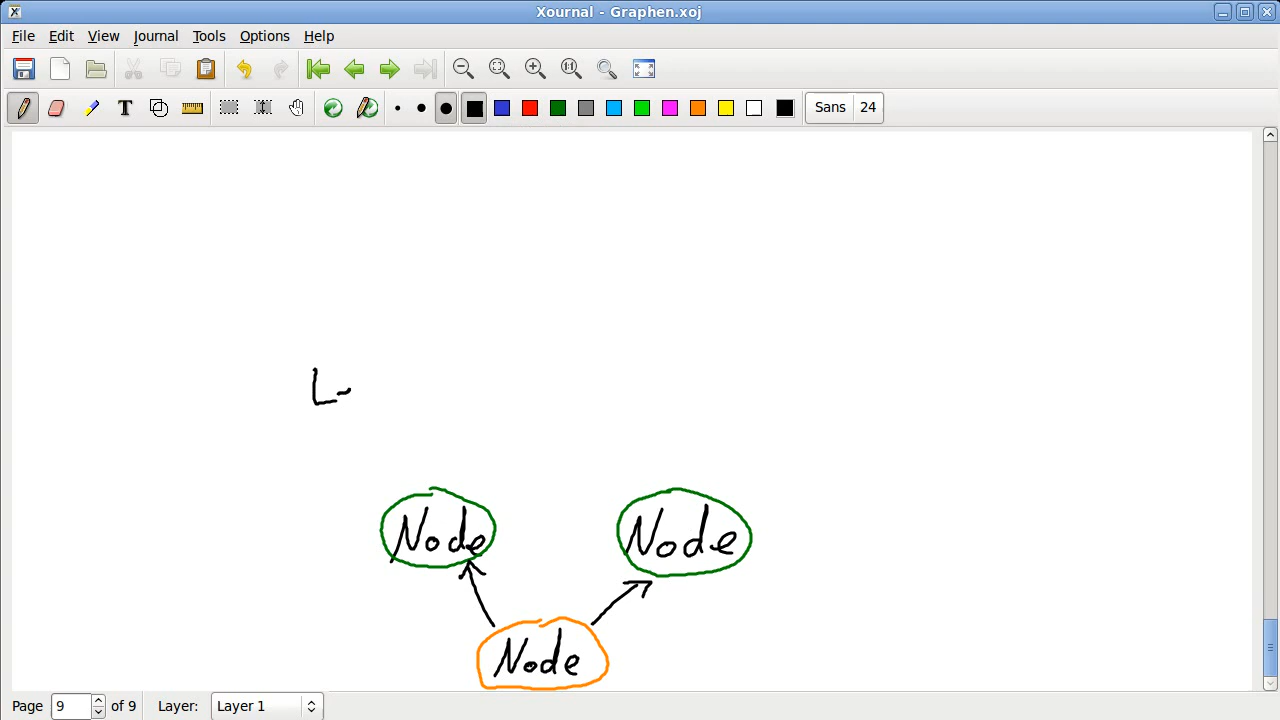 Xournal - Graphen.xoj
File Edit View Journal Tools Options Help
T Sans 24
L
Node Node
Node
Page 9 of 9 Layer: Layer 1